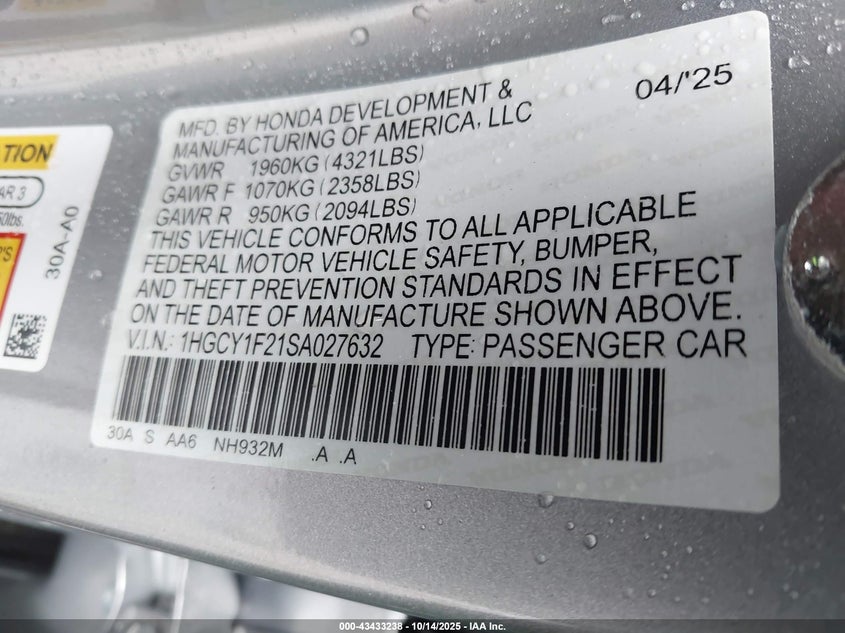 04/'25
MFD. BY HONDA DEVELOPMENT &
MANUFACTURING OF AMERICA, LLC
GVWR 1960KG (4321LBS)
GAWR F 1070KG (2358LBS)
GAWR R 950KG (2094LBS)
THIS VEHICLE CONFORMS TO ALL APPLICABLE
FEDERAL MOTOR VEHICLE SAFETY, BUMPER,
AND THEFT PREVENTION STANDARDS IN EFFECT
ON THE DATE OF MANUFACTURE SHOWN ABOVE.
V.I.N.: 1HGCY1F21SA027632 TYPE: PASSENGER CAR
30A S AA6 NH932M .A .A
30A-A0
000-43433238 - 10/14/2025 - IAA Inc.